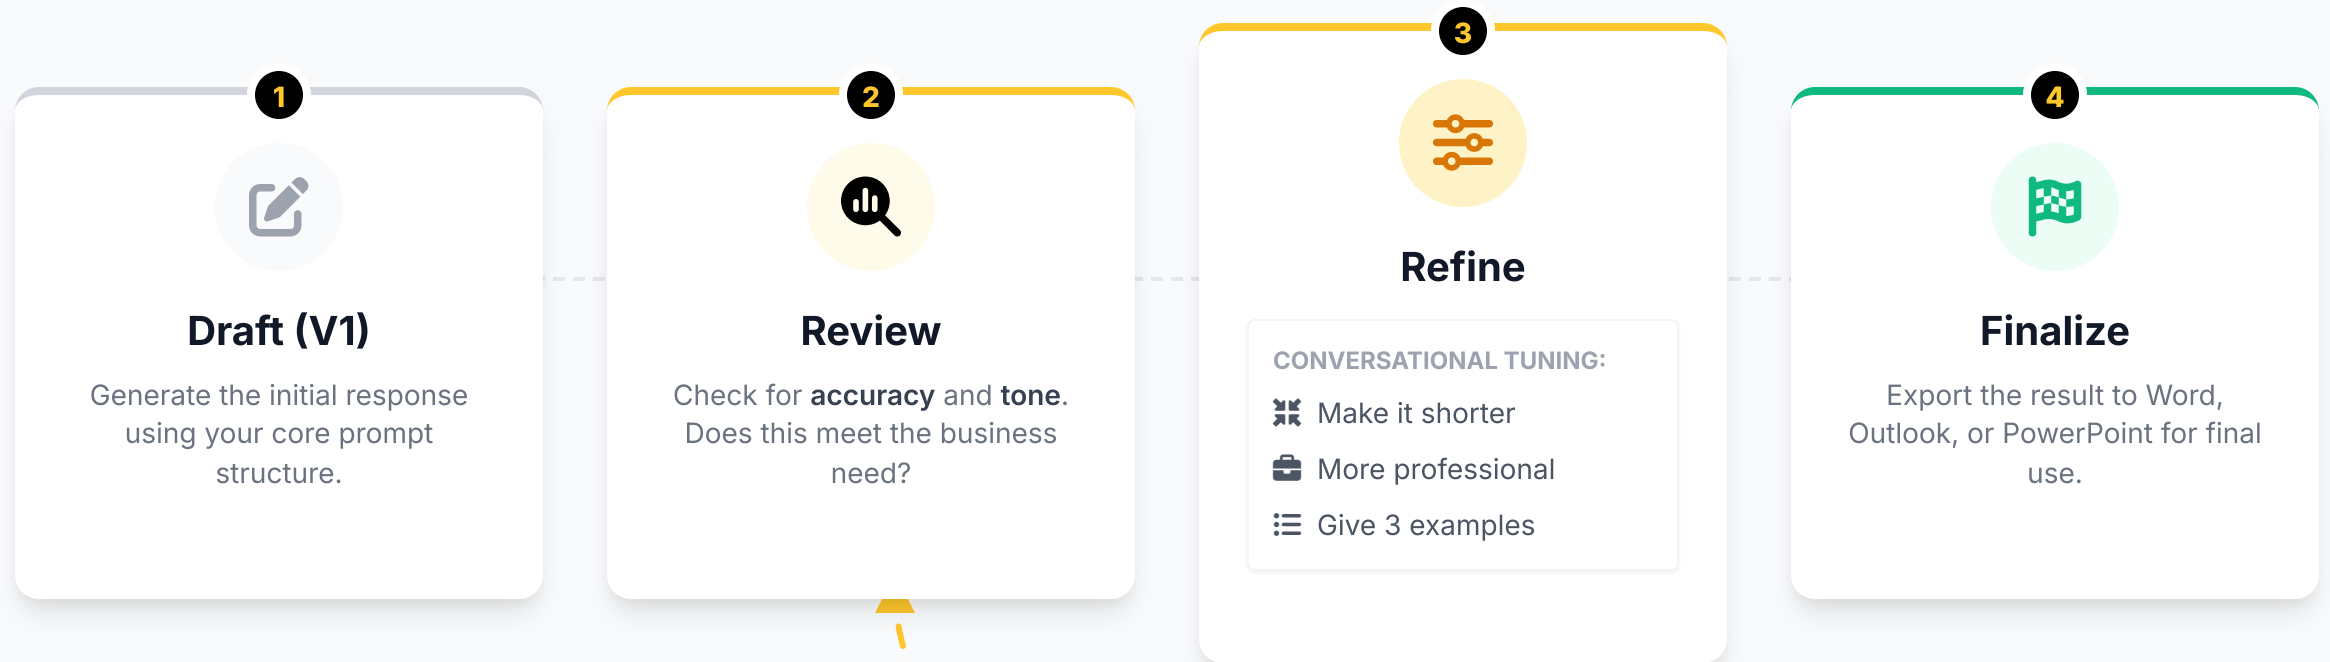 1
Draft (V1)
Generate the initial response
using your core prompt
structure.
2
Review
Check for accuracy and tone.
Does this meet the business
need?
3
Refine
CONVERSATIONAL TUNING:
Make it shorter
More professional
Give 3 examples
4
Finalize
Export the result to Word,
Outlook, or PowerPoint for final
use.